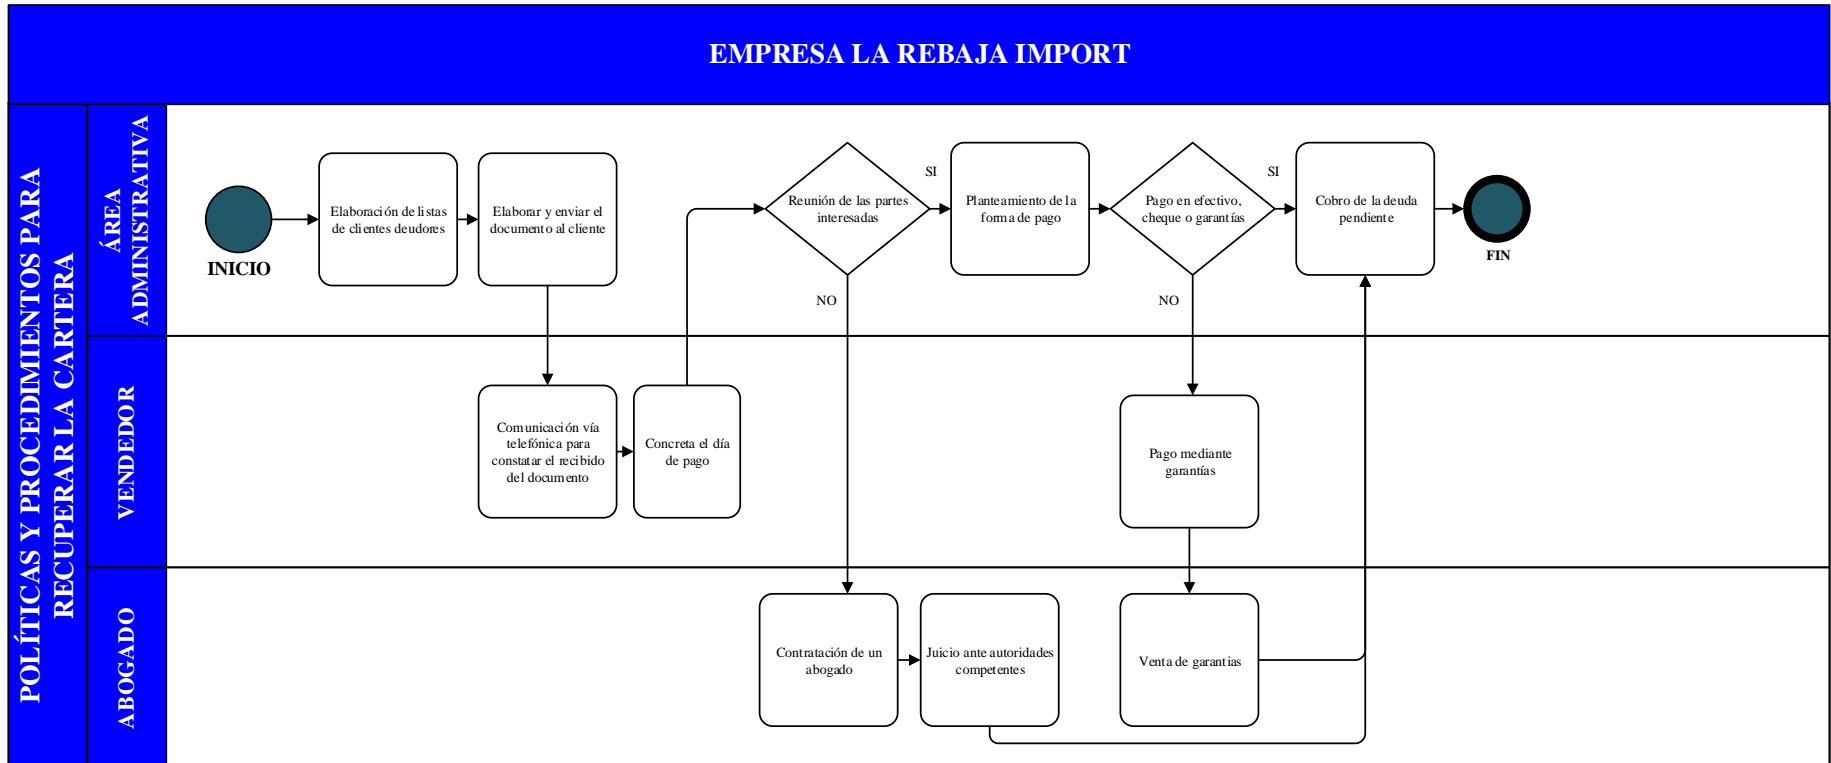 EMPRESA LA REBAJA IMPORT
POLÍTICAS Y PROCEDIMIENTOS PARA
RECUPERAR LA CARTERA
ÁREA
ADMINISTRATIVA
INICIO
Elaboración de listas
de clientes deudores
Elaborar y enviar el
documento al cliente
Reunión de las partes
interesadas
SI
NO
Planteamiento de la
forma de pago
Pago en efectivo,
cheque o garantías
SI
NO
Cobro de la deuda
pendiente
FIN
VENDEDOR
Comunicación vía
telefónica para
constatar el recibido
del documento
Concreta el día
de pago
Pago mediante
garantías
ABOGADO
Contratación de un
abogado
Juicio ante autoridades
competentes
Venta de garantias